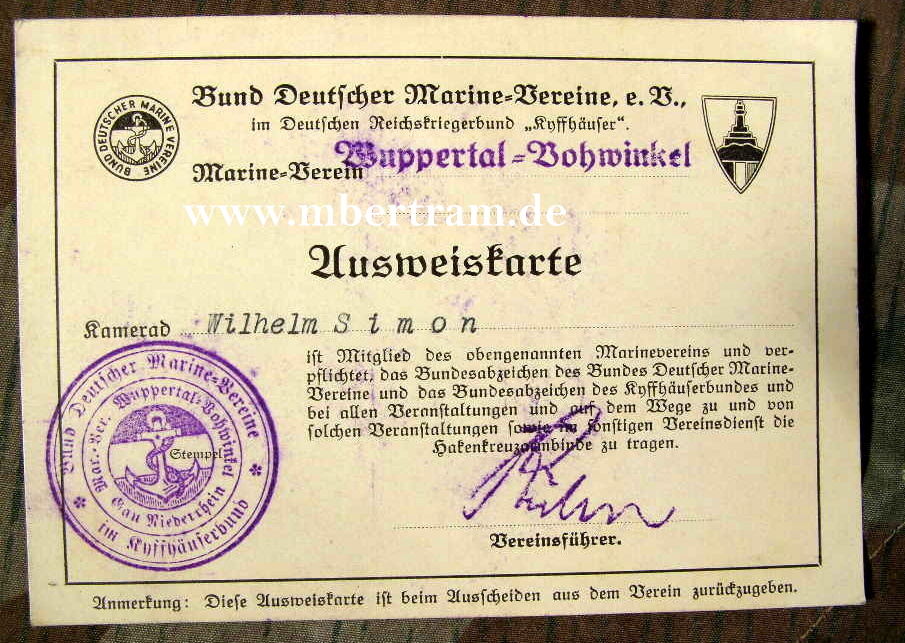 Bund Deutscher Marine-Vereine, e. V.,
im Deutschen Reichskriegerbund „Kyffhäuser“.
BUND DEUTSCHER MARINE VEREINE
Marine-Verein Wuppertal-Vohwinkel
www.mbertram.de
Ausweiskarte
Kamerad Wilhelm Simon
ist Mitglied des obengenannten Marinevereins und ver-
pflichtet, das Bundesabzeichen des Bundes Deutscher Marine-
Vereine und das Bundesabzeichen des Kyffhäuserbundes und
bei allen Veranstaltungen und auf dem Wege zu und von
solchen Veranstaltungen sowie im sonstigen Vereinsdienst die
Hakenkreuzarmbinde zu tragen.
Bund Deutscher Marine-Vereine
Mar.-Ver. Wuppertal-Vohwinkel
Stempel
Gau Niederrhein
im Kyffhäuserbund
Vereinsführer.
Anmerkung: Diese Ausweiskarte ist beim Ausscheiden aus dem Verein zurückzugeben.